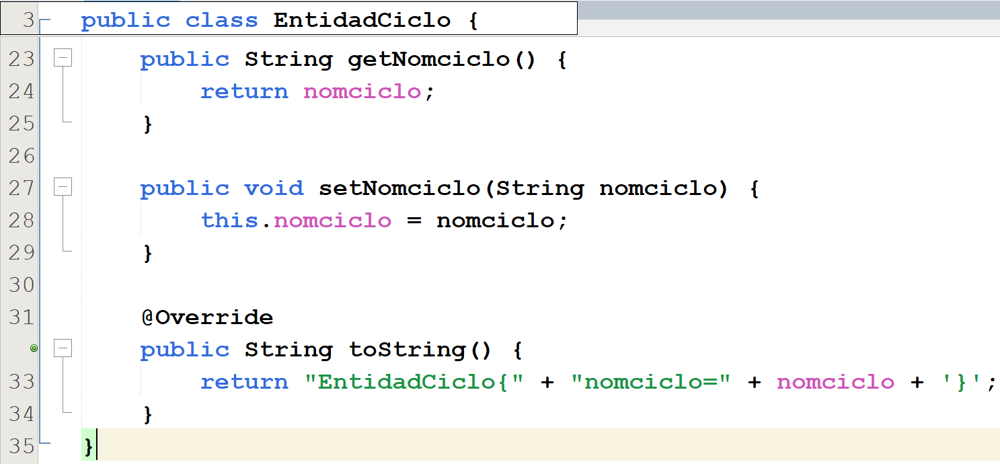 3 public class EntidadCiclo {
23 public String getNomciclo() {
24 return nomciclo;
25 }
26
27 public void setNomciclo(String nomciclo) {
28 this.nomciclo = nomciclo;
29 }
30
31 @Override
public String toString() {
33 return "EntidadCiclo{" + "nomciclo=" + nomciclo + '}';
34 }
35 }